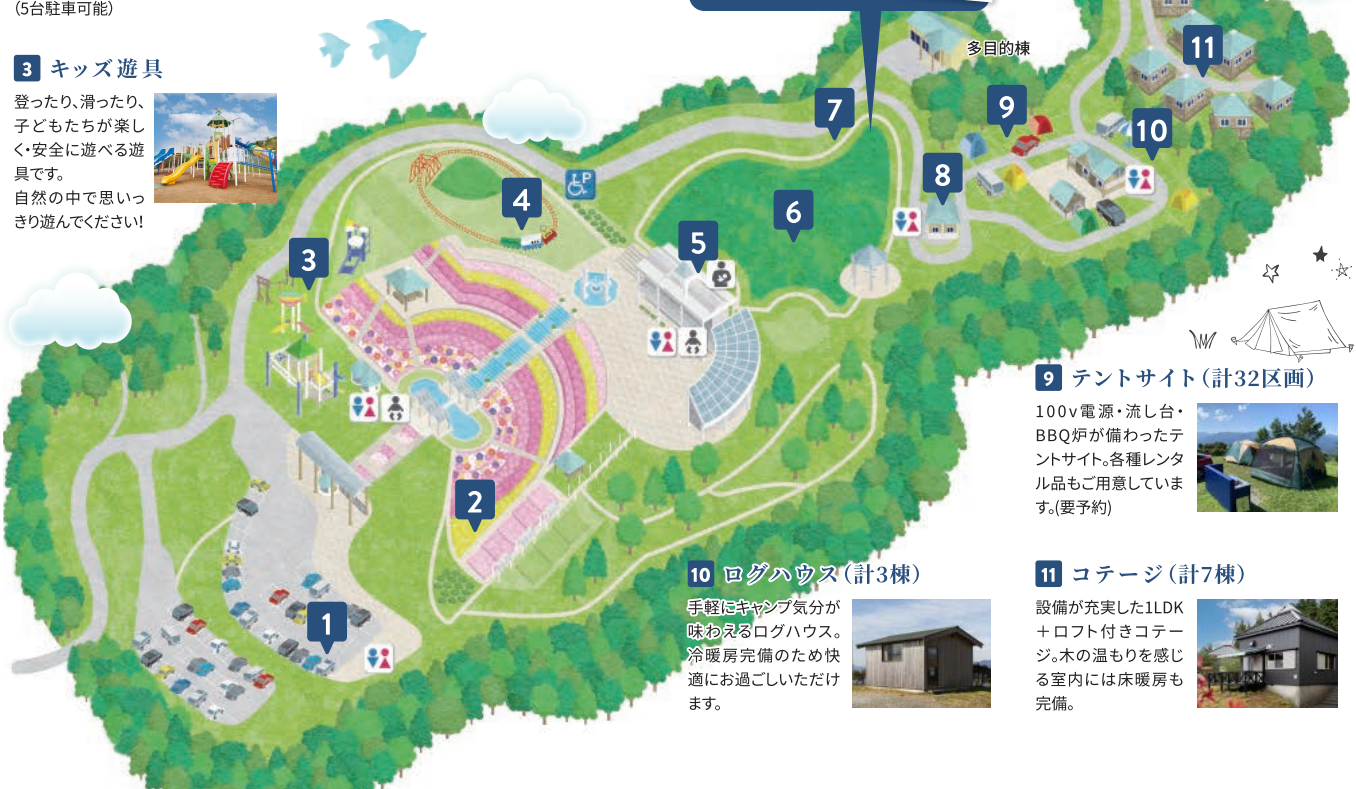 （5台駐車可能）
3 キッズ遊具
登ったり、滑ったり、
子どもたちが楽し
く・安全に遊べる遊
具です。
自然の中で思いっ
きり遊んでください！
多目的棟
11
7
9
10
P
8
4
6
5
3
2
1
9 テントサイト（計32区画）
100v電源・流し台・
BBQ炉が備わったテ
ントサイト。各種レンタ
ル品もご用意していま
す。(要予約)
10 ログハウス（計3棟）
手軽にキャンプ気分が
味わえるログハウス。
冷暖房完備のため快
適にお過ごしいただけ
ます。
11 コテージ（計7棟）
設備が充実した1LDK
＋ロフト付きコテー
ジ。木の温もりを感じ
る室内には床暖房も
完備。